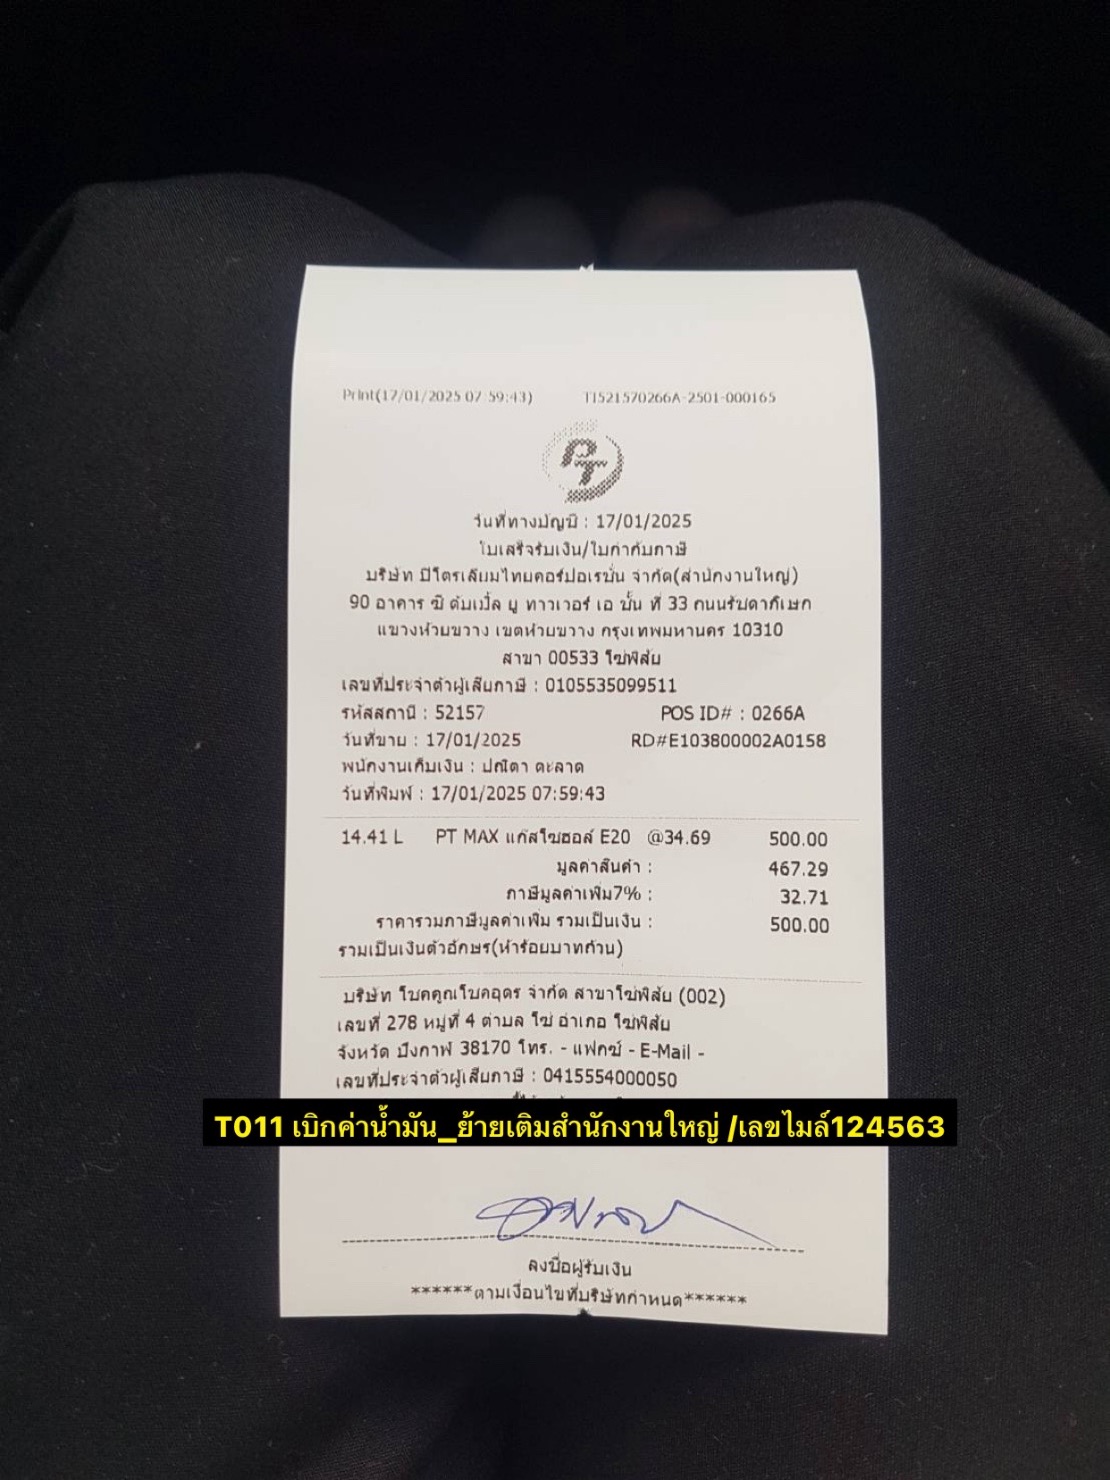 Print(17/01/2025 07:59:43) TI521570266A-2501-000165
PT
วันที่ทางบัญชี : 17/01/2025
ใบเสร็จรับเงิน/ใบกำกับภาษี
บริษัท ปิโตรเลียมไทยคอร์ปอเรชั่น จำกัด(สำนักงานใหญ่)
90 อาคาร ซี ดับเบิ้ล ยู ทาวเวอร์ เอ ชั้น ที่ 33 ถนนรัชดาภิเษก
แขวงห้วยขวาง เขตห้วยขวาง กรุงเทพมหานคร 10310
สาขา 00533 โซ่พิสัย
เลขที่ประจำตัวผู้เสียภาษี : 0105535099511
รหัสสถานี : 52157 POS ID# : 0266A
วันที่ขาย : 17/01/2025 RD#E103800002A0158
พนักงานเก็บเงิน : ปณิตา ตะลาด
วันที่พิมพ์ : 17/01/2025 07:59:43
14.41 L PT MAX แก๊สโซฮอล์ E20 @34.69 500.00
มูลค่าสินค้า : 467.29
ภาษีมูลค่าเพิ่ม7% : 32.71
ราคารวมภาษีมูลค่าเพิ่ม รวมเป็นเงิน : 500.00
รวมเป็นเงินตัวอักษร(ห้าร้อยบาทถ้วน)
บริษัท โชคคูณโชคอุดร จำกัด สาขาโซ่พิสัย (002)
เลขที่ 278 หมู่ที่ 4 ตำบล โซ่ อำเภอ โซ่พิสัย
จังหวัด บึงกาฬ 38170 โทร. - แฟกซ์ - E-Mail -
เลขที่ประจำตัวผู้เสียภาษี : 0415554000050
T011 เบิกค่าน้ำมัน_ย้ายเติมสำนักงานใหญ่ /เลขไมล์124563
ลงชื่อผู้รับเงิน
******ตามเงื่อนไขที่บริษัทกำหนด******